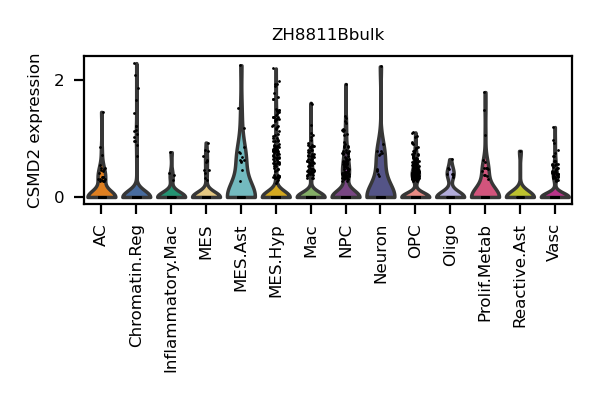 ZH8811Bbulk
CSMD2 expression
2
0
AC
Chromatin.Reg
Inflammatory.Mac
MES
MES.Ast
MES.Hyp
Mac
NPC
Neuron
OPC
Oligo
Prolif.Metab
Reactive.Ast
Vasc